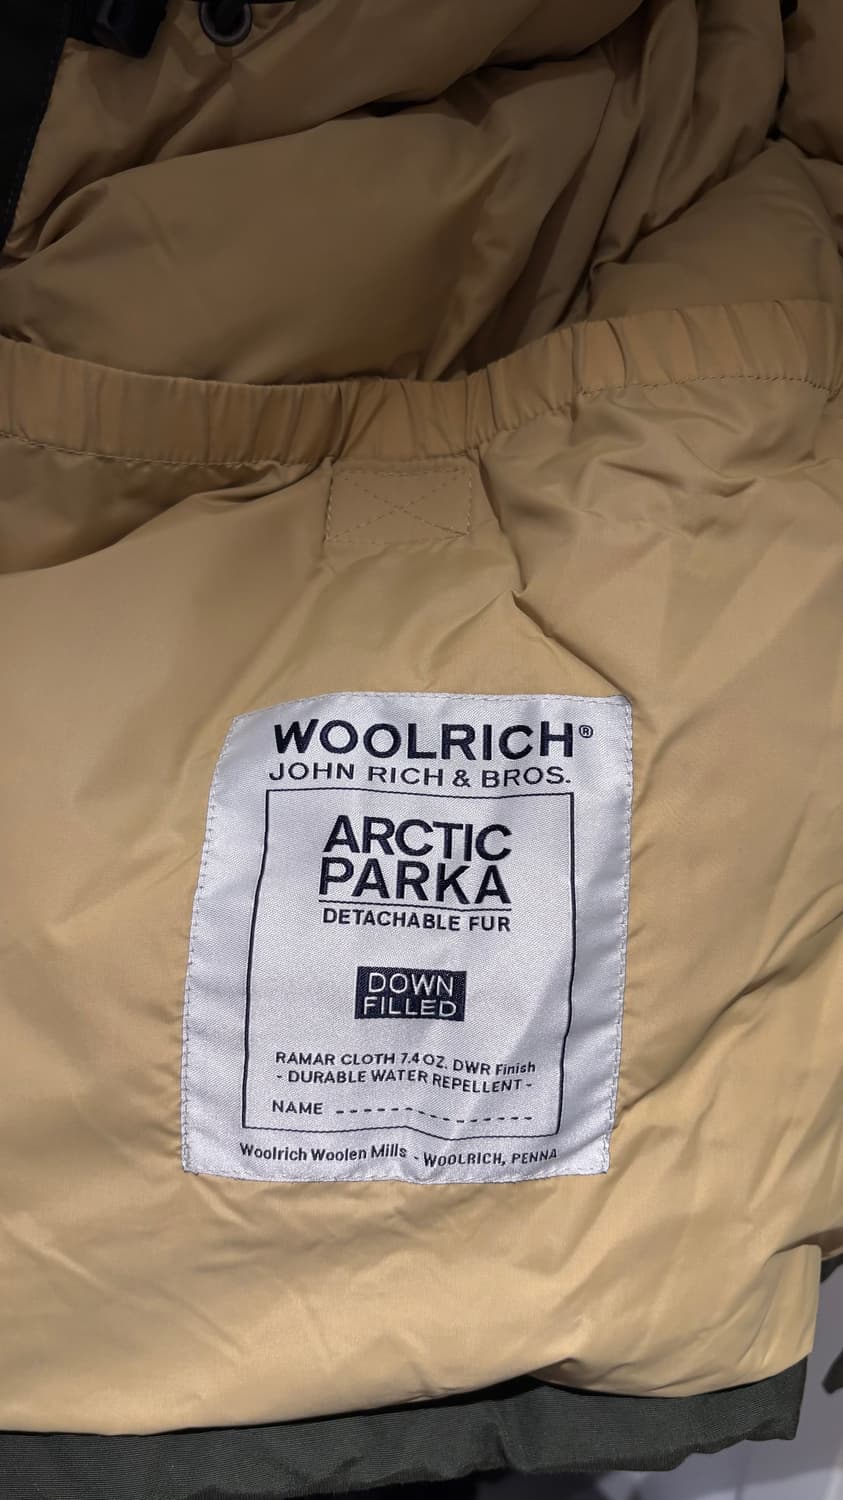 WOOLRICH®
JOHN RICH & BROS.
ARCTIC
PARKA
DETACHABLE FUR
DOWN
FILLED
RAMAR CLOTH 7.4 OZ. DWR Finish
- DURABLE WATER REPELLENT -
NAME ------------------
Woolrich Woolen Mills - WOOLRICH, PENNA